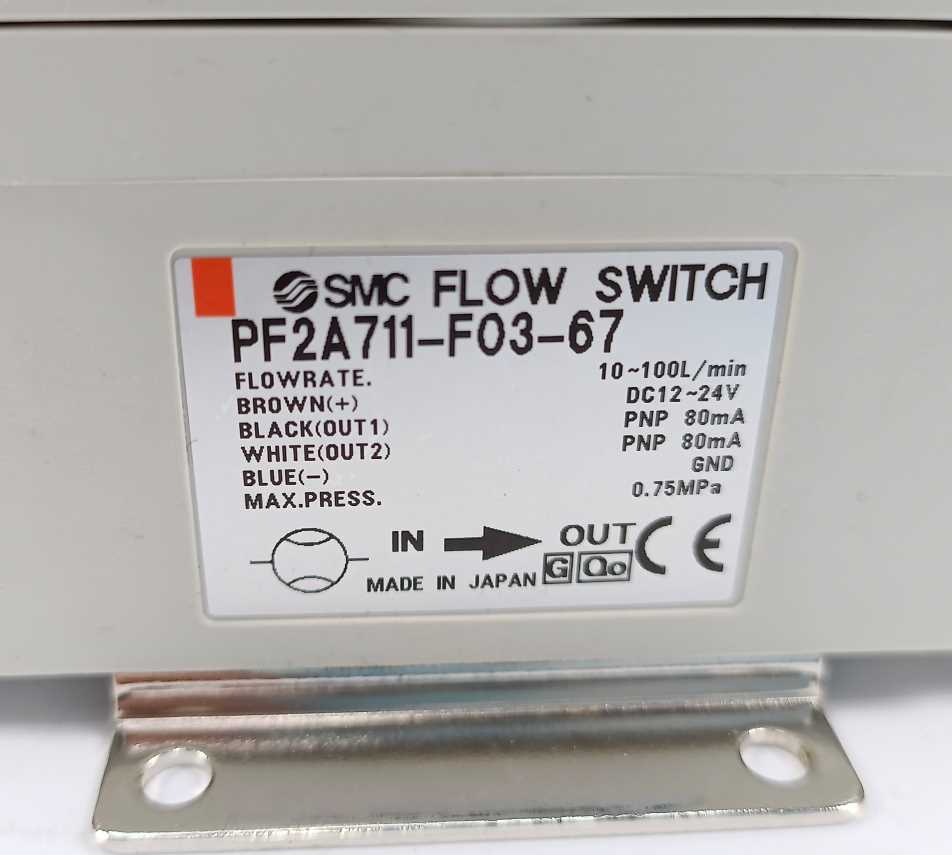 SMC FLOW SWITCH
PF2A711-F03-67
FLOWRATE. 10~100L/min
BROWN(+) DC12~24V
BLACK(OUT1) PNP 80mA
WHITE(OUT2) PNP 80mA
BLUE(-) GND
MAX.PRESS. 0.75MPa
IN OUT CE
MADE IN JAPAN G Qo